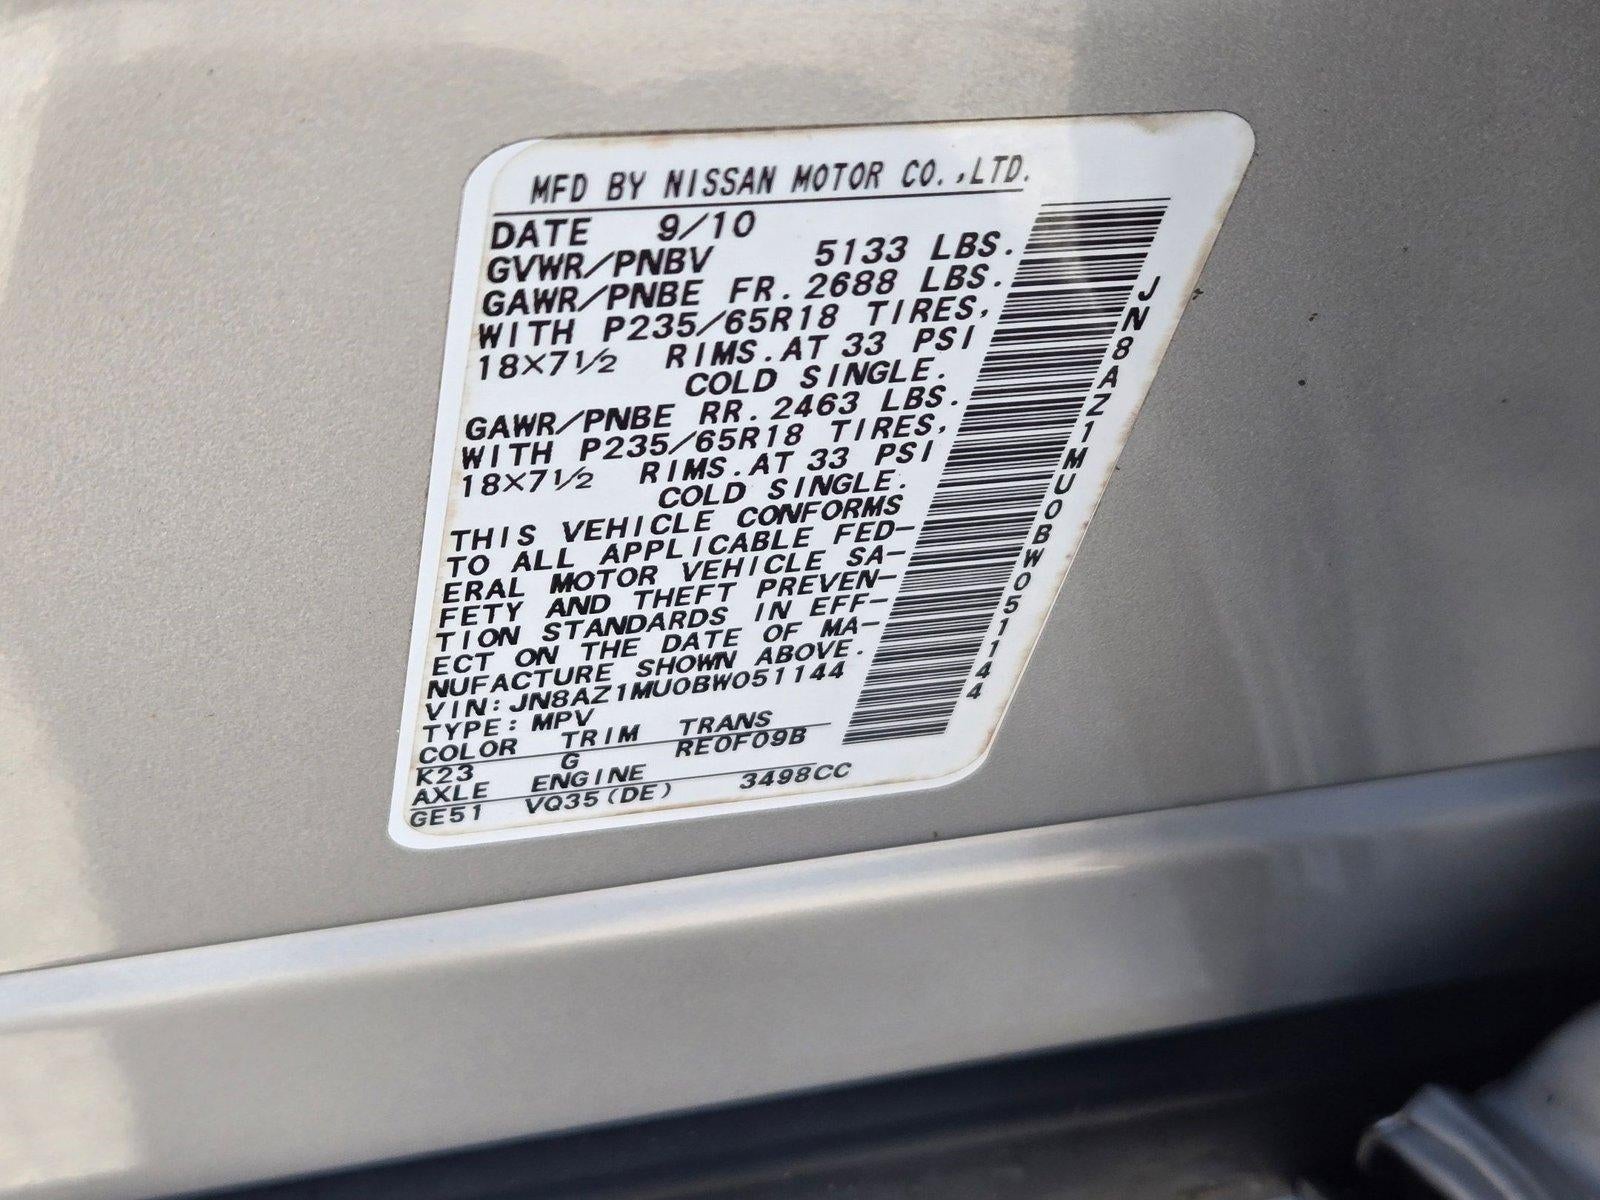 MFD BY NISSAN MOTOR CO.,LTD.
DATE 9/10
GVWR/PNBV 5133 LBS.
GAWR/PNBE FR. 2688 LBS.
WITH P235/65R18 TIRES,
18×7 1/2 RIMS. AT 33 PSI
COLD SINGLE.
GAWR/PNBE RR. 2463 LBS.
WITH P235/65R18 TIRES,
18×7 1/2 RIMS. AT 33 PSI
COLD SINGLE.
THIS VEHICLE CONFORMS
TO ALL APPLICABLE FED-
ERAL MOTOR VEHICLE SA-
FETY AND THEFT PREVEN-
TION STANDARDS IN EFF-
ECT ON THE DATE OF MA-
NUFACTURE SHOWN ABOVE.
VIN: JN8AZ1MU0BW051144
TYPE: MPV
COLOR TRIM TRANS
K23 G RE0F09B
AXLE ENGINE
GE51 VQ35(DE) 3498CC
JN8AZ1MU0BW051144